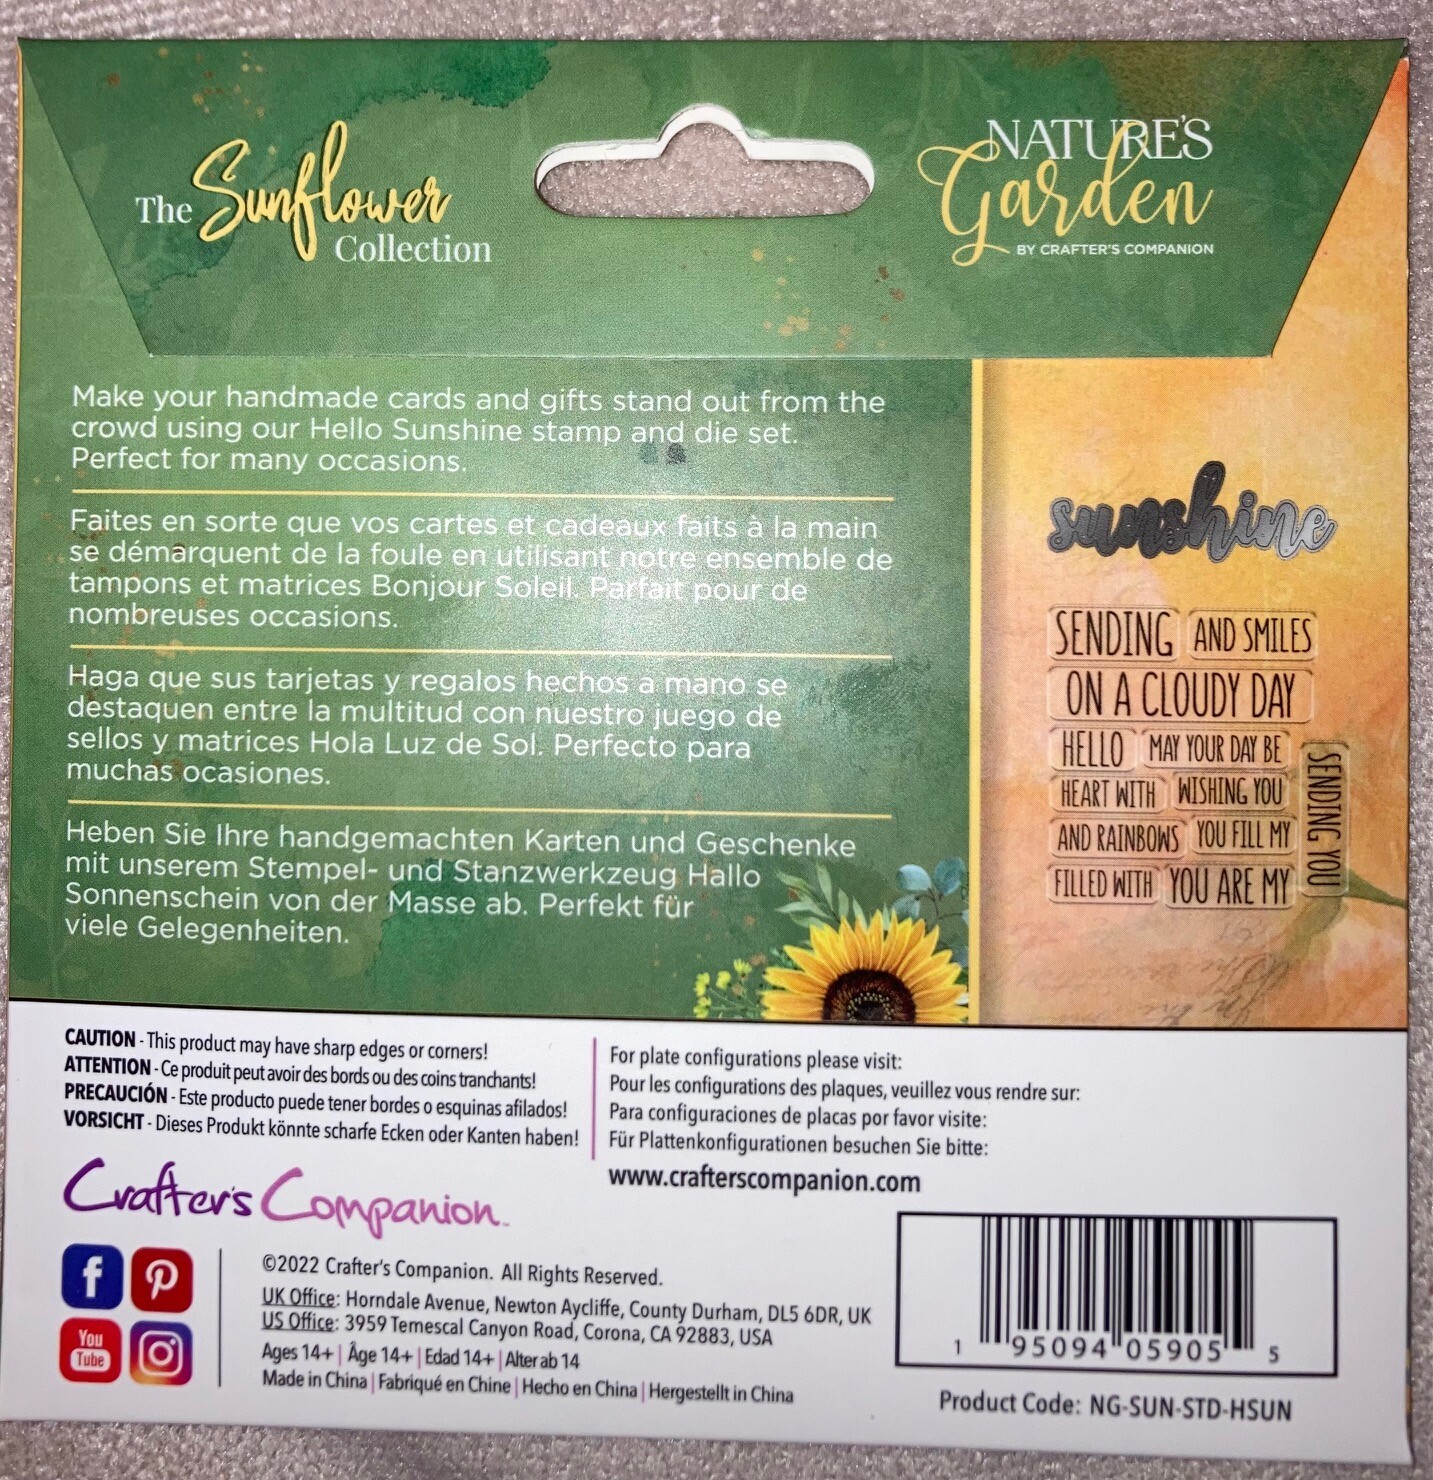 The Sunflower
Collection
NATURE'S
Garden
BY CRAFTER'S COMPANION
Make your handmade cards and gifts stand out from the
crowd using our Hello Sunshine stamp and die set.
Perfect for many occasions.
Faites en sorte que vos cartes et cadeaux faits à la main
se démarquent de la foule en utilisant notre ensemble de
tampons et matrices Bonjour Soleil. Parfait pour de
nombreuses occasions.
Haga que sus tarjetas y regalos hechos a mano se
destaquen entre la multitud con nuestro juego de
sellos y matrices Hola Luz de Sol. Perfecto para
muchas ocasiones.
Heben Sie Ihre handgemachten Karten und Geschenke
mit unserem Stempel- und Stanzwerkzeug Hallo
Sonnenschein von der Masse ab. Perfekt für
viele Gelegenheiten.
sunshine
SENDING AND SMILES
ON A CLOUDY DAY
HELLO MAY YOUR DAY BE
HEART WITH WISHING YOU
AND RAINBOWS YOU FILL MY
FILLED WITH YOU ARE MY
SENDING YOU
CAUTION - This product may have sharp edges or corners!
ATTENTION - Ce produit peut avoir des bords ou des coins tranchants!
PRECAUCIÓN - Este producto puede tener bordes o esquinas afilados!
VORSICHT - Dieses Produkt könnte scharfe Ecken oder Kanten haben!
For plate configurations please visit:
Pour les configurations des plaques, veuillez vous rendre sur:
Para configuraciones de placas por favor visite:
Für Plattenkonfigurationen besuchen Sie bitte:
www.crafterscompanion.com
Crafter's Companion
f P
You
Tube
©2022 Crafter's Companion. All Rights Reserved.
UK Office: Horndale Avenue, Newton Aycliffe, County Durham, DL5 6DR, UK
US Office: 3959 Temescal Canyon Road, Corona, CA 92883, USA
Ages 14+ | Âge 14+ | Edad 14+ | Alter ab 14
Made in China | Fabriqué en Chine | Hecho en China | Hergestellt in China
1 95094 05905 5
Product Code: NG-SUN-STD-HSUN